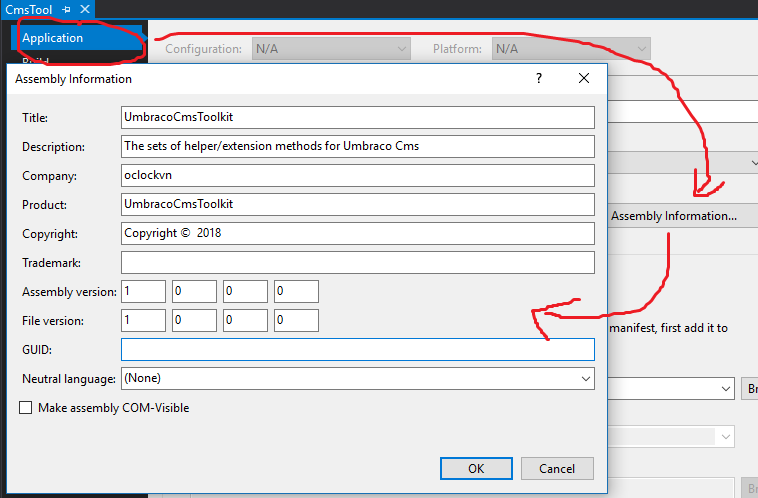 CmsTool
Application
Configuration: N/A Platform: N/A
Build
Assembly Information ?
Title: UmbracoCmsToolkit
Description: The sets of helper/extension methods for Umbraco Cms
Company: oclockvn
Product: UmbracoCmsToolkit
Assembly Information...
Copyright: Copyright © 2018
Trademark:
Assembly version: 1 0 0 0
File version: 1 0 0 0
manifest, first add it to
GUID:
Neutral language: (None)
Make assembly COM-Visible
OK Cancel